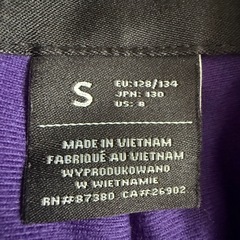 S
EU:128/134
JPN: 130
US: 8
MADE IN VIETNAM
FABRIQUÉ AU VIETNAM
WYPRODUKOWANO
W WIETNAMIE
RN#87380 CA#26902